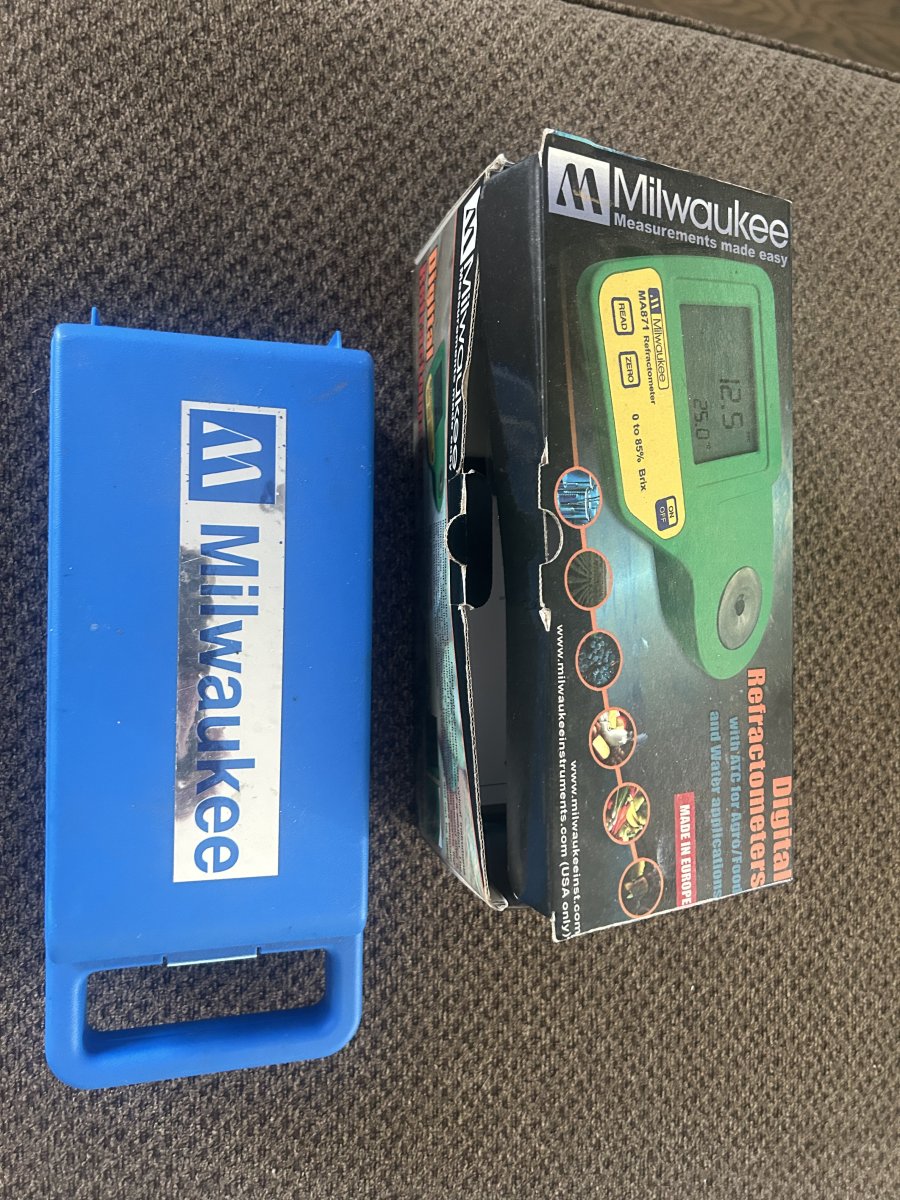 Milwaukee
Milwaukee
Measurements made easy
Milwaukee
MA871 Refractometer
READ
ZERO
0 to 85% Brix
ON
OFF
12.5
25.0
Digital
Refractometers
with ATC for Agro/Food
and Water applications
MADE IN EUROPE
www.milwaukeeinst.com
www.milwaukeeinstruments.com (USA only)
Milwaukee